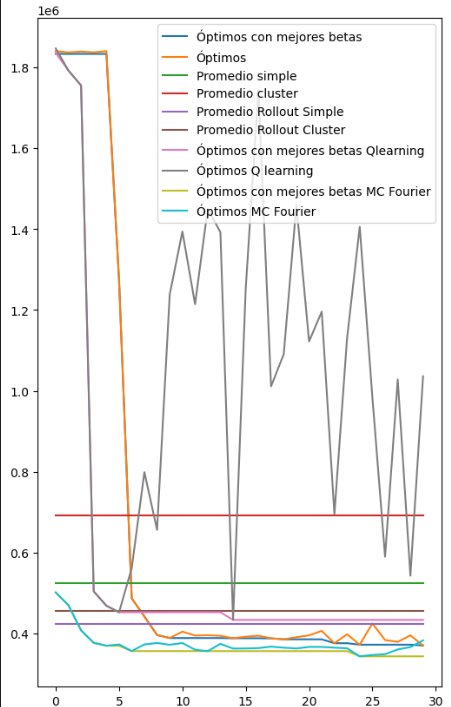 1e6
Óptimos con mejores betas
Óptimos
Promedio simple
Promedio cluster
Promedio Rollout Simple
Promedio Rollout Cluster
Óptimos con mejores betas Qlearning
Óptimos Q learning
Óptimos con mejores betas MC Fourier
Óptimos MC Fourier
1.8
1.6
1.4
1.2
1.0
0.8
0.6
0.4
0 5 10 15 20 25 30